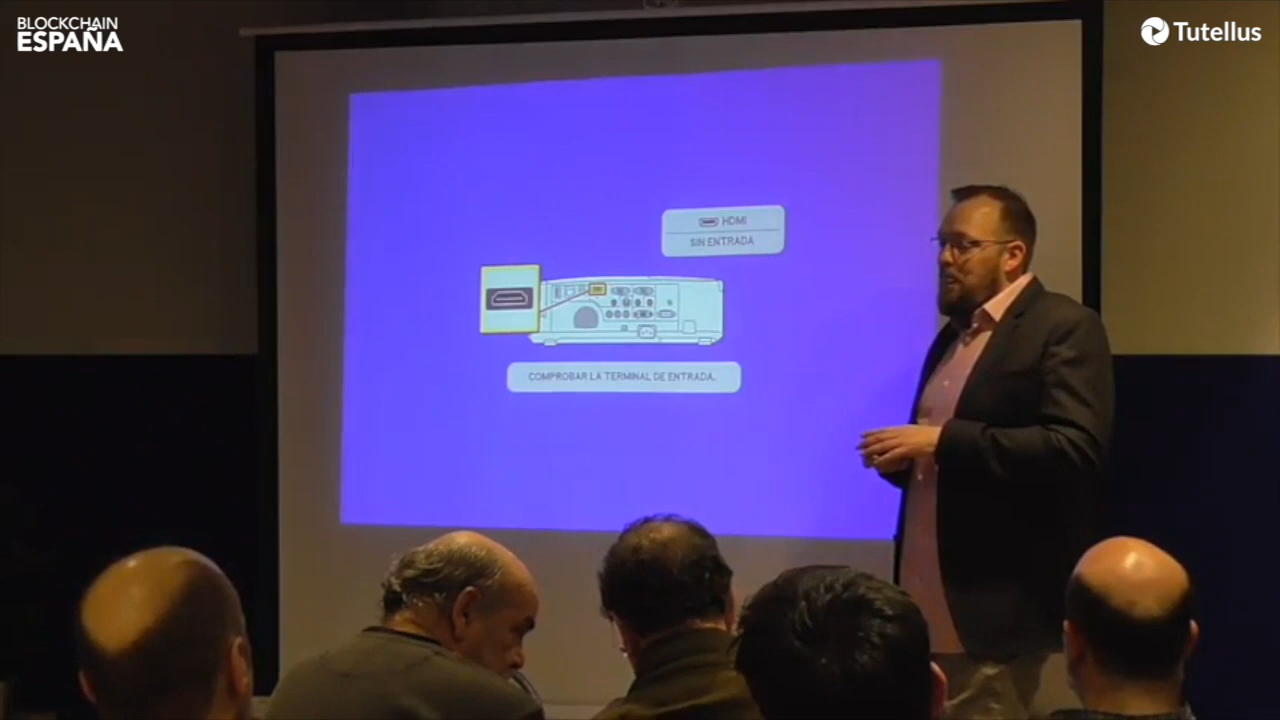 BLOCKCHAIN
ESPAÑA
Tutellus
HDMI
SIN ENTRADA
COMPROBAR LA TERMINAL DE ENTRADA.